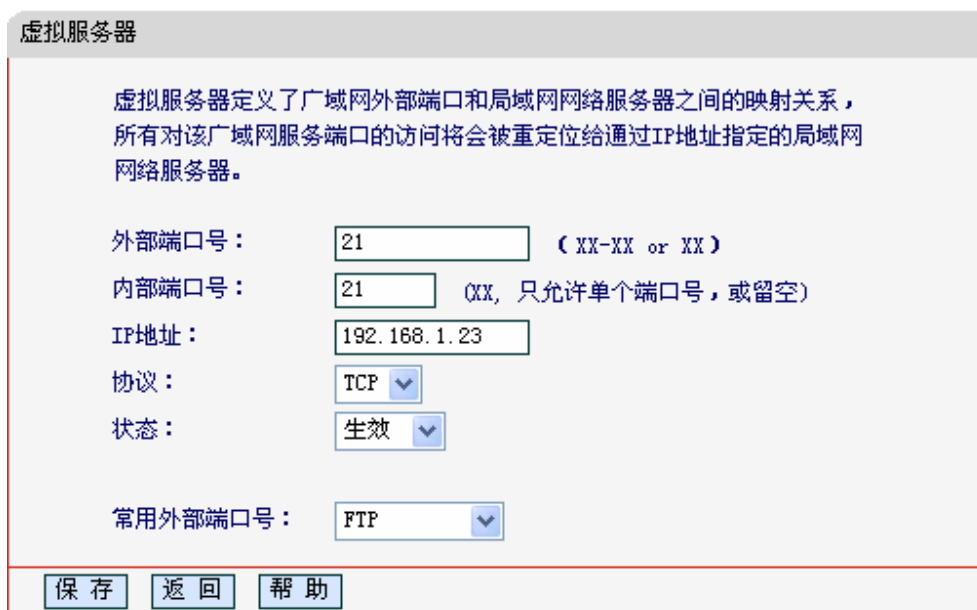 虚拟服务器
虚拟服务器定义了广域网外部端口和局域网网络服务器之间的映射关系，
所有对该广域网服务端口的访问将会被重定位给通过IP地址指定的局域网
网络服务器。
外部端口号： 21 （XX-XX or XX）
内部端口号： 21 (XX, 只允许单个端口号，或留空)
IP地址： 192.168.1.23
协议： TCP
状态： 生效
常用外部端口号： FTP
保 存 返 回 帮 助